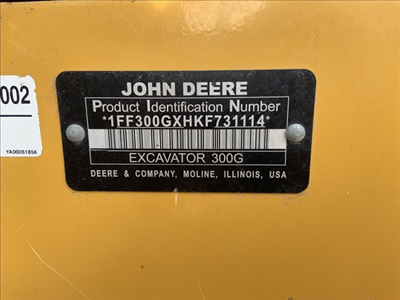 JOHN DEERE
Product Identification Number
*1FF300GXHKF731114*
EXCAVATOR 300G
DEERE & COMPANY, MOLINE, ILLINOIS, USA
002
YA00051856